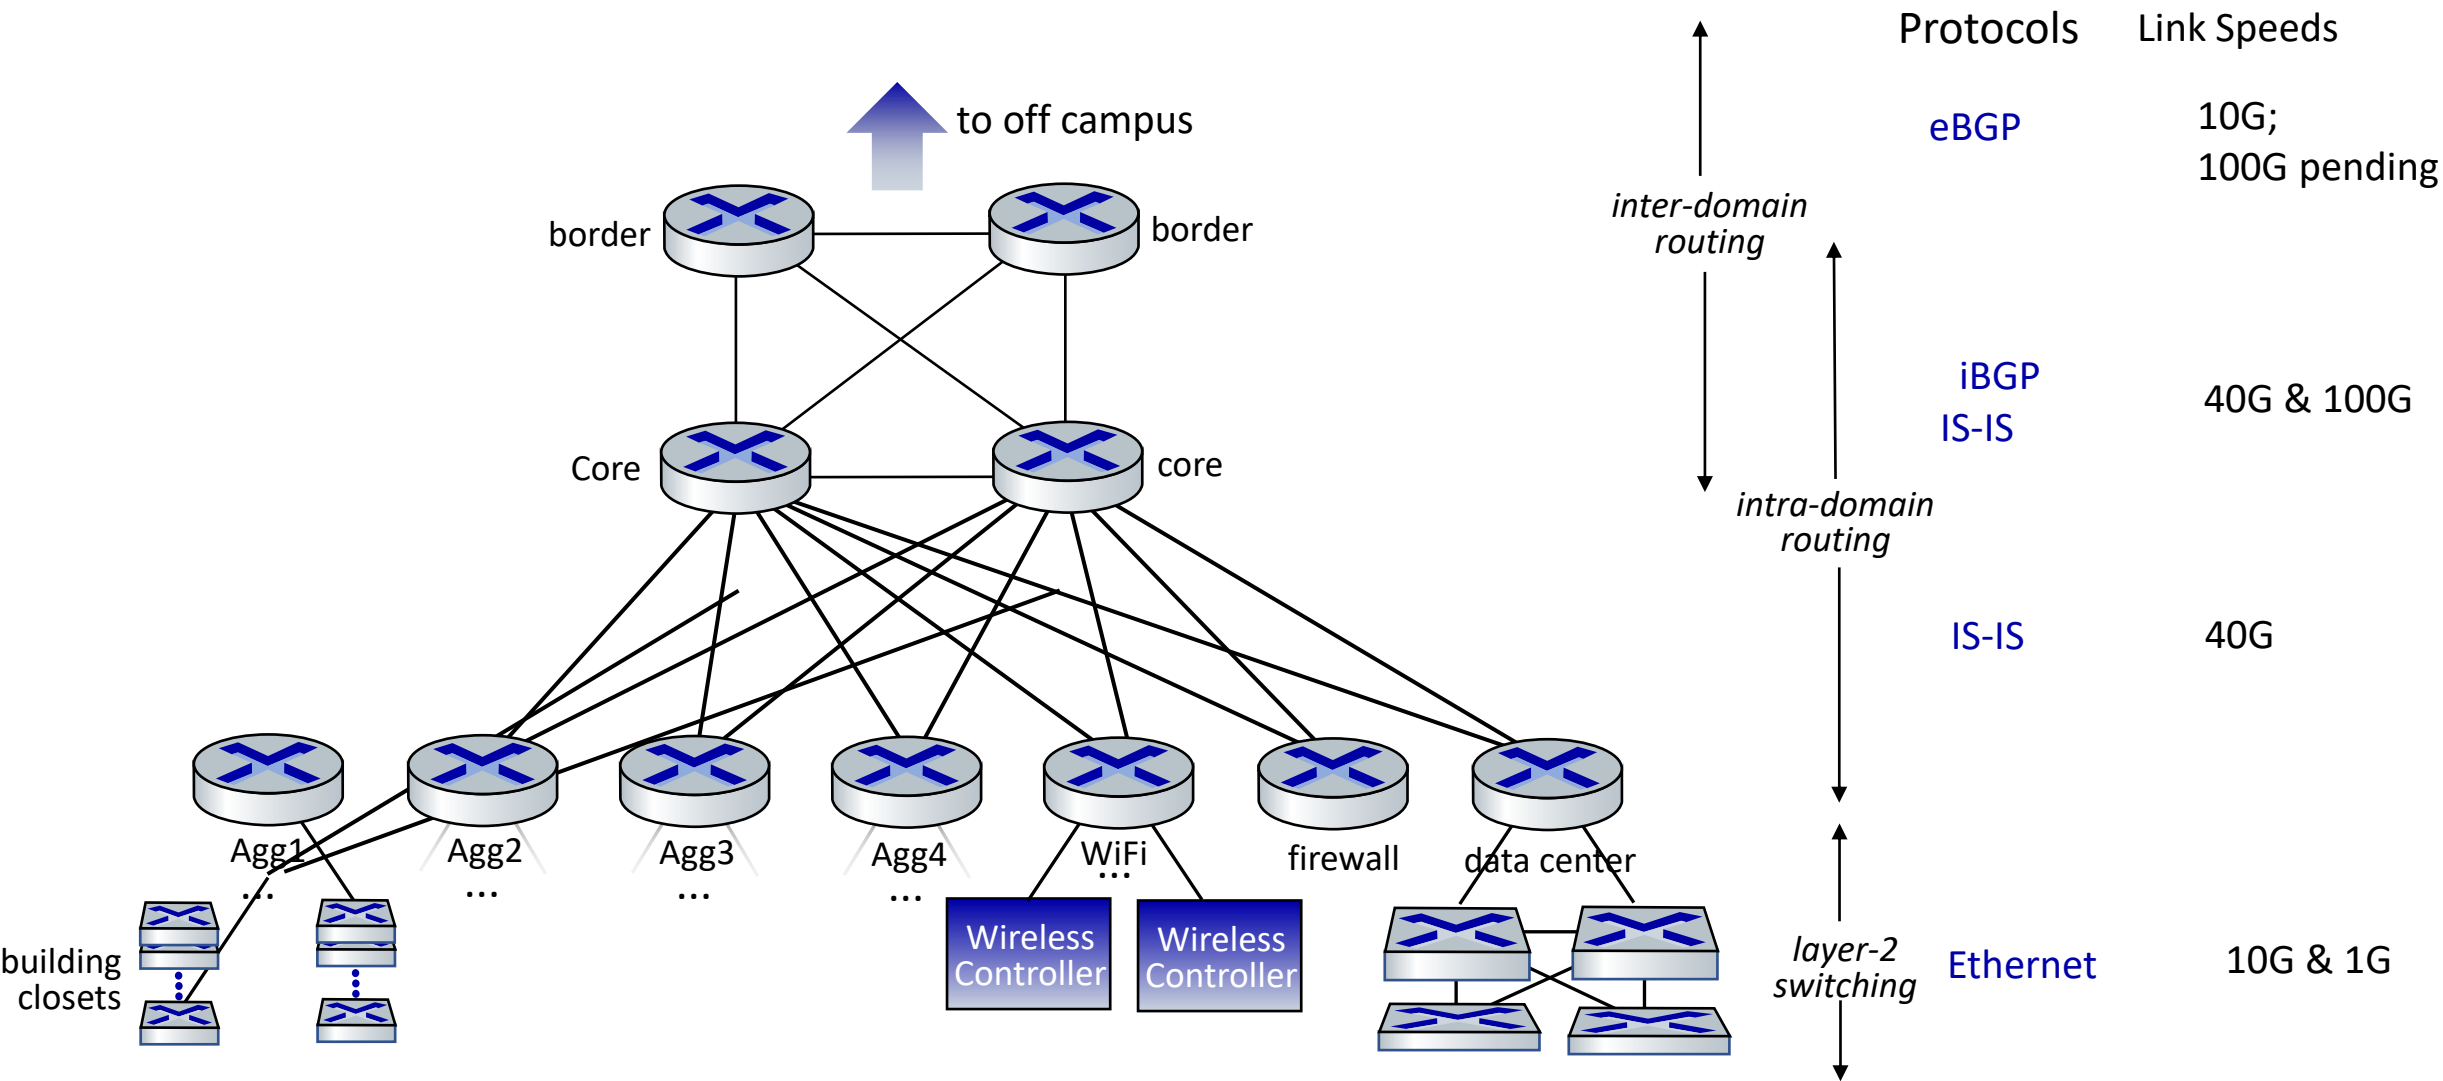 Protocols
Link Speeds
to off campus
eBGP
10G;
100G pending
border
border
inter-domain
routing
iBGP
IS-IS
40G & 100G
Core
core
intra-domain
routing
IS-IS
40G
Agg1
Agg2
Agg3
Agg4
WiFi
firewall
data center
...
...
...
...
...
building
closets
Wireless
Controller
Wireless
Controller
layer-2
switching
Ethernet
10G & 1G